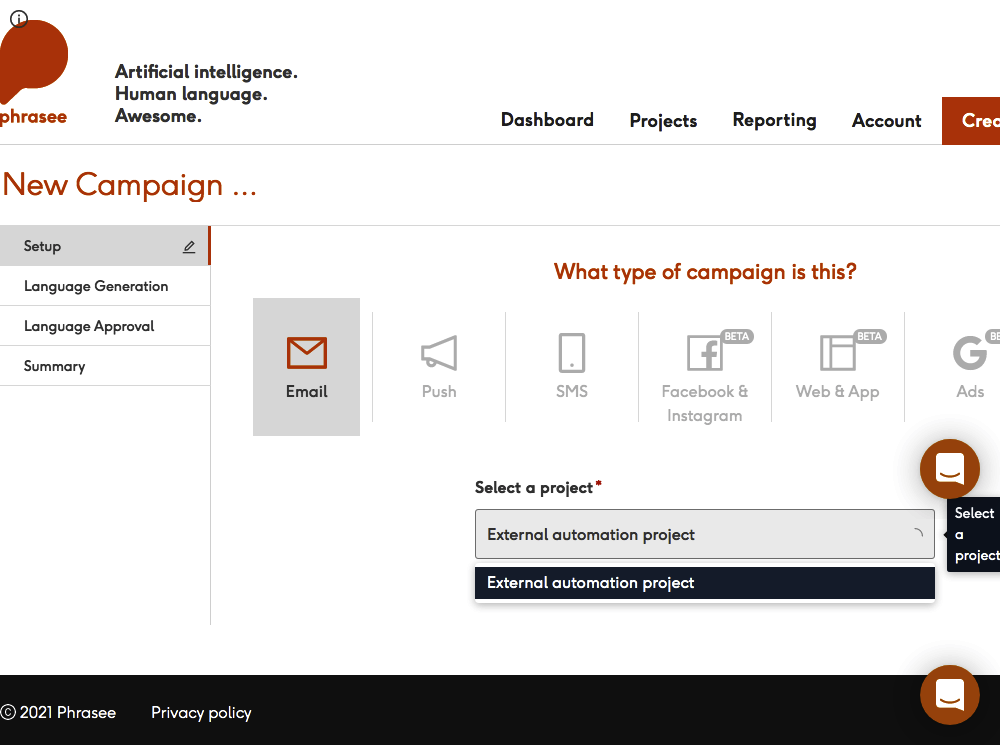 phrasee
Artificial intelligence.
Human language.
Awesome.
Dashboard Projects Reporting Account
New Campaign ...
Setup
Language Generation
Language Approval
Summary
What type of campaign is this?
Email
Push
SMS
BETA
Facebook &
Instagram
BETA
Web & App
Ads
Select a project*
External automation project
External automation project
Select
a
project
© 2021 Phrasee Privacy policy